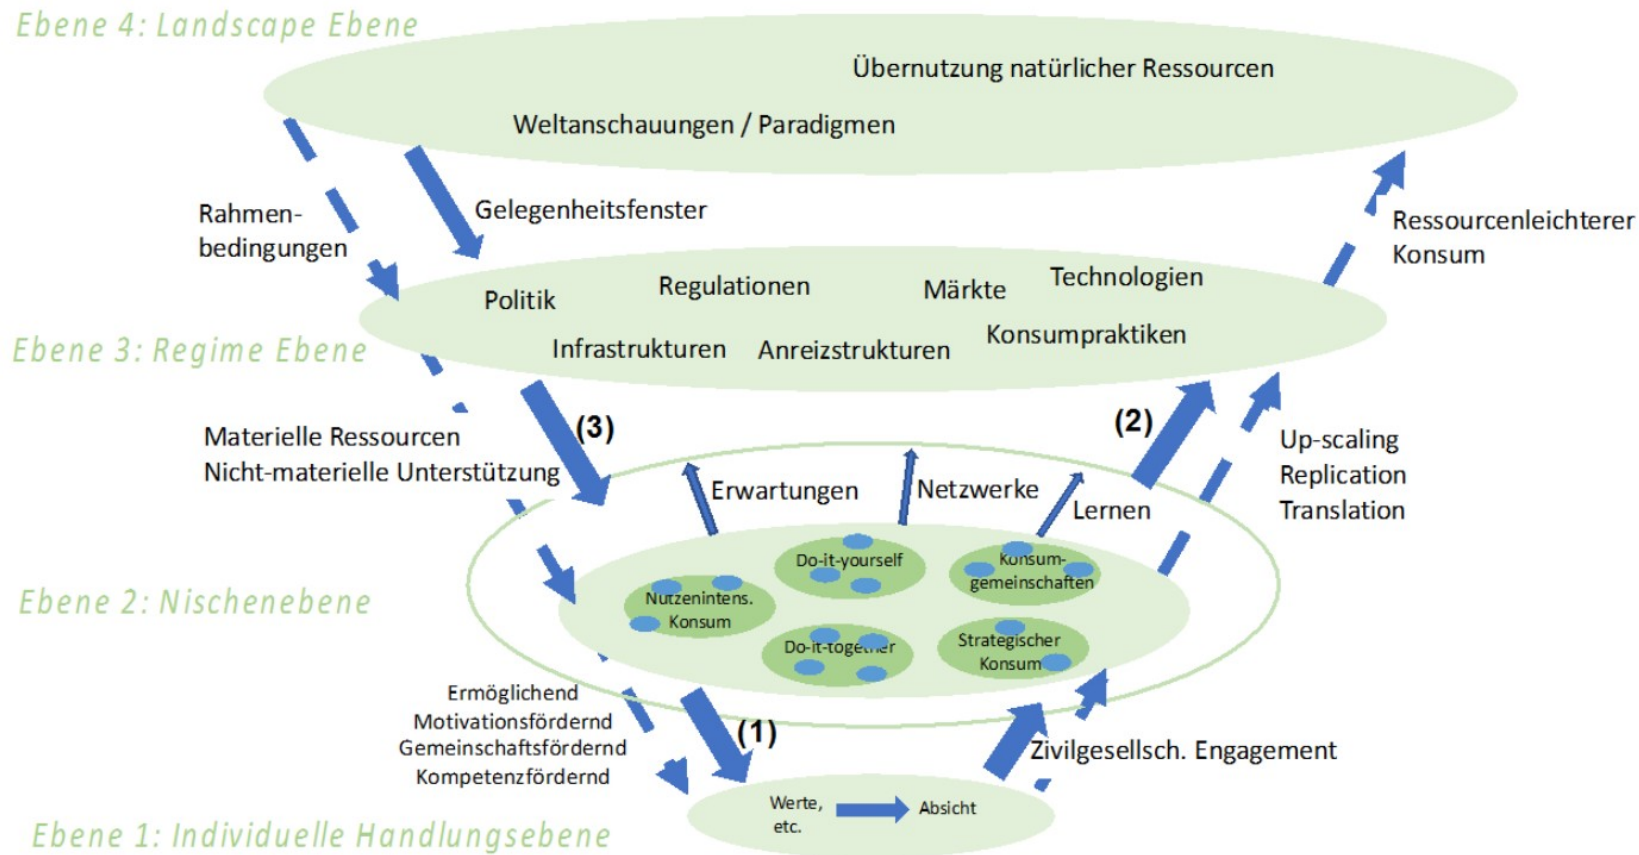 Ebene 4: Landscape Ebene
Übernutzung natürlicher Ressourcen
Weltanschauungen / Paradigmen
Rahmen-
bedingungen
Gelegenheitsfenster
Ressourcenleichterer
Konsum
Politik
Regulationen
Märkte
Technologien
Infrastrukturen
Anreizstrukturen
Konsumpraktiken
Ebene 3: Regime Ebene
(3)
(2)
Materielle Ressourcen
Nicht-materielle Unterstützung
Up-scaling
Replication
Translation
Erwartungen
Netzwerke
Lernen
Ebene 2: Nischenebene
Do-it-yourself
Konsum-
gemeinschaften
Nutzenintens.
Konsum
Do-it-together
Strategischer
Konsum
Ermöglichend
Motivationsfördernd
Gemeinschaftsfördernd
Kompetenzfördernd
(1)
Zivilgesellsch. Engagement
Werte,
etc.
Absicht
Ebene 1: Individuelle Handlungsebene